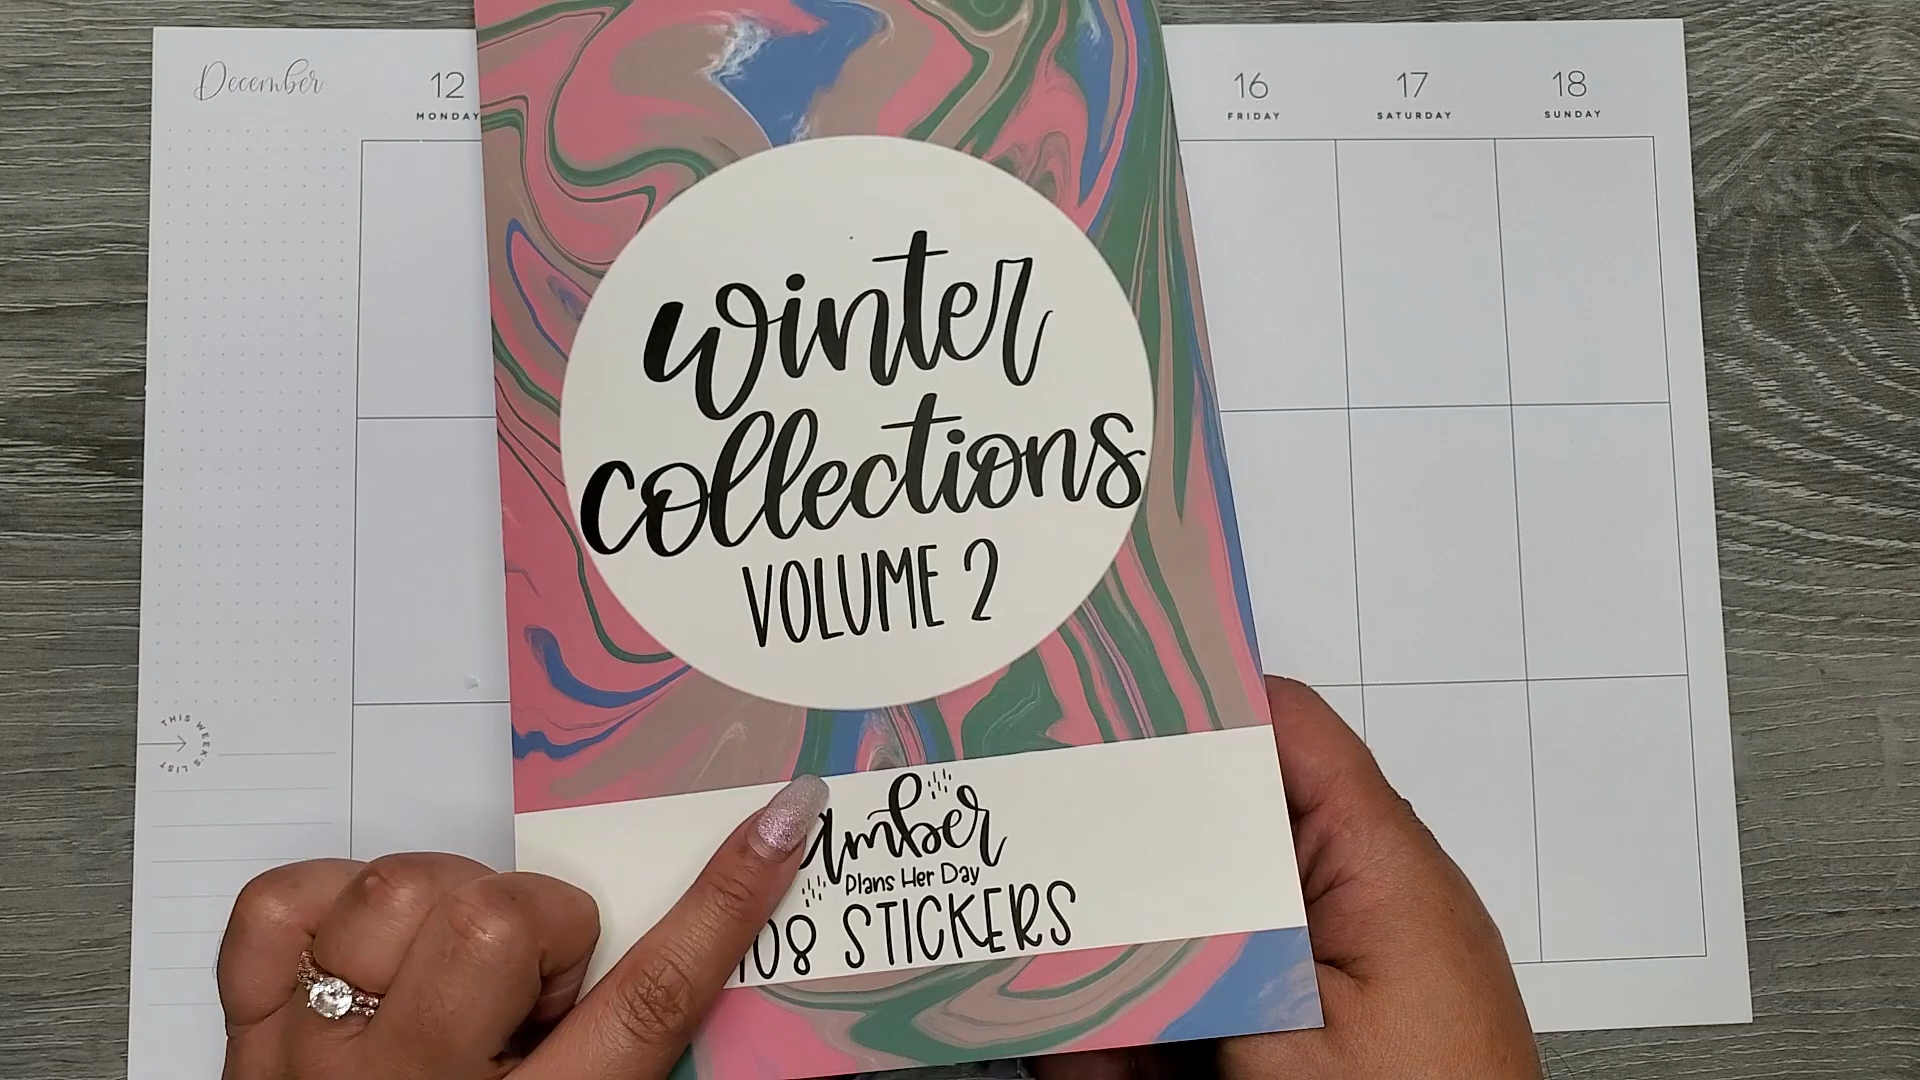 December
12
MONDAY
16
FRIDAY
17
SATURDAY
18
SUNDAY
winter
collections
VOLUME 2
THIS WEEK'S LIST
amber
Plans Her Day
STICKERS